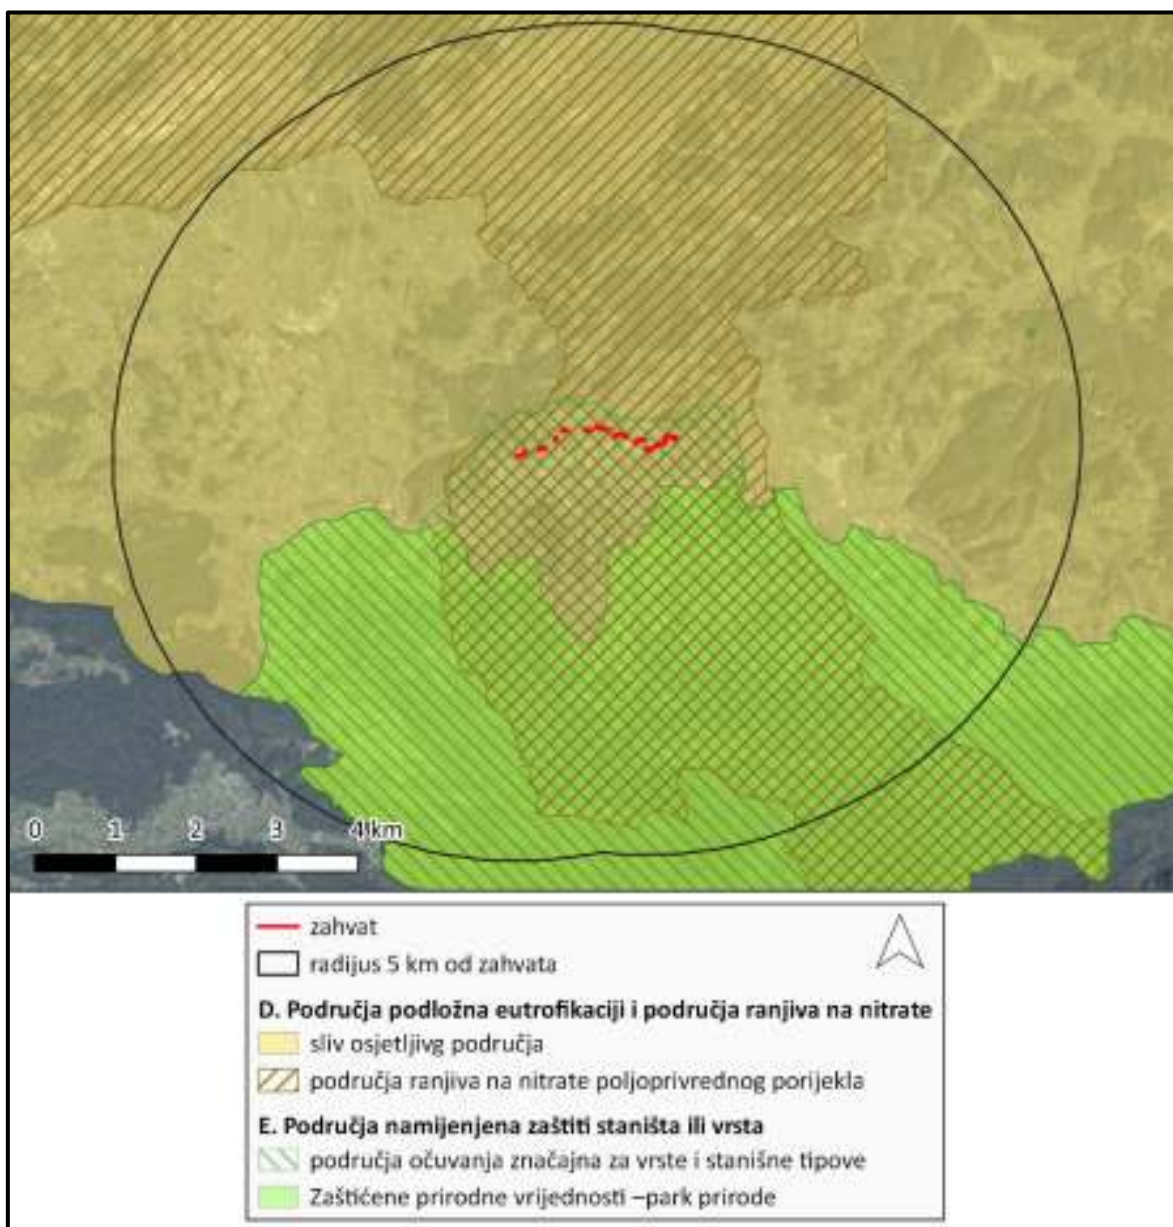 0 1 2 3 4 km
zahvat
radijus 5 km od zahvata
D. Područja podložna eutrofikaciji i područja ranjiva na nitrate
sliv osjetljivg područja
područja ranjiva na nitrate poljoprivrednog porijekla
E. Područja namijenjena zaštiti staništa ili vrsta
područja očuvanja značajna za vrste i stanišne tipove
Zaštićene prirodne vrijednosti –park prirode